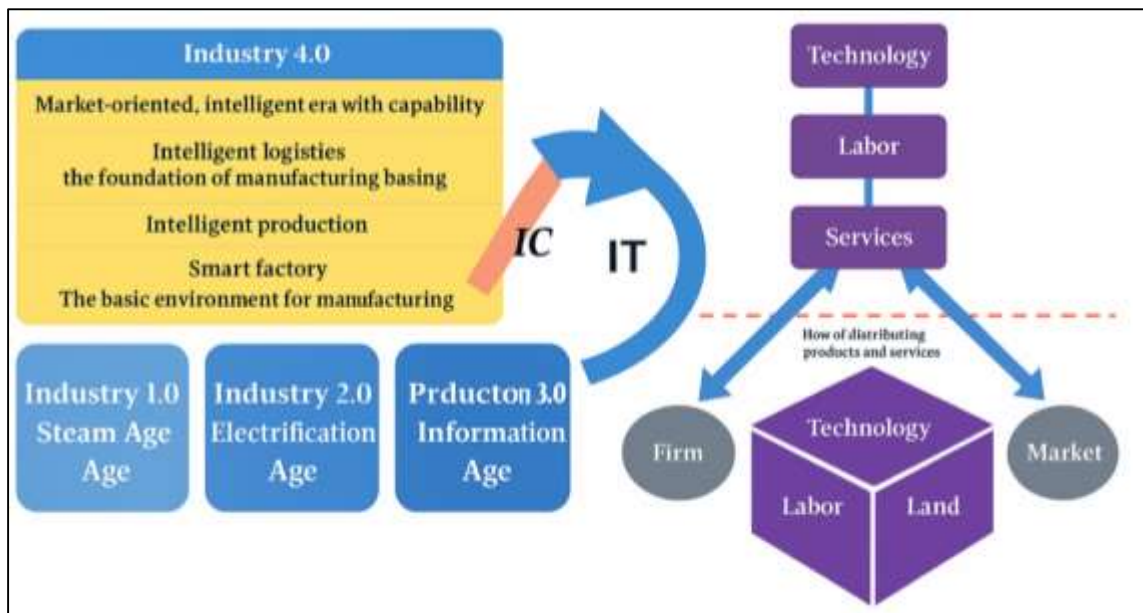 Industry 4.0
Market-oriented, intelligent era with capability
Intelligent logisties
the foundation of manufacturing basing
Intelligent production
Smart factory
The basic environment for manufacturing
IC
IT
Industry 1.0
Steam Age
Age
Industry 2.0
Electrification
Age
Prducton 3.0
Information
Age
Technology
Labor
Services
How of distributing
products and services
Firm
Market
Technology
Labor
Land